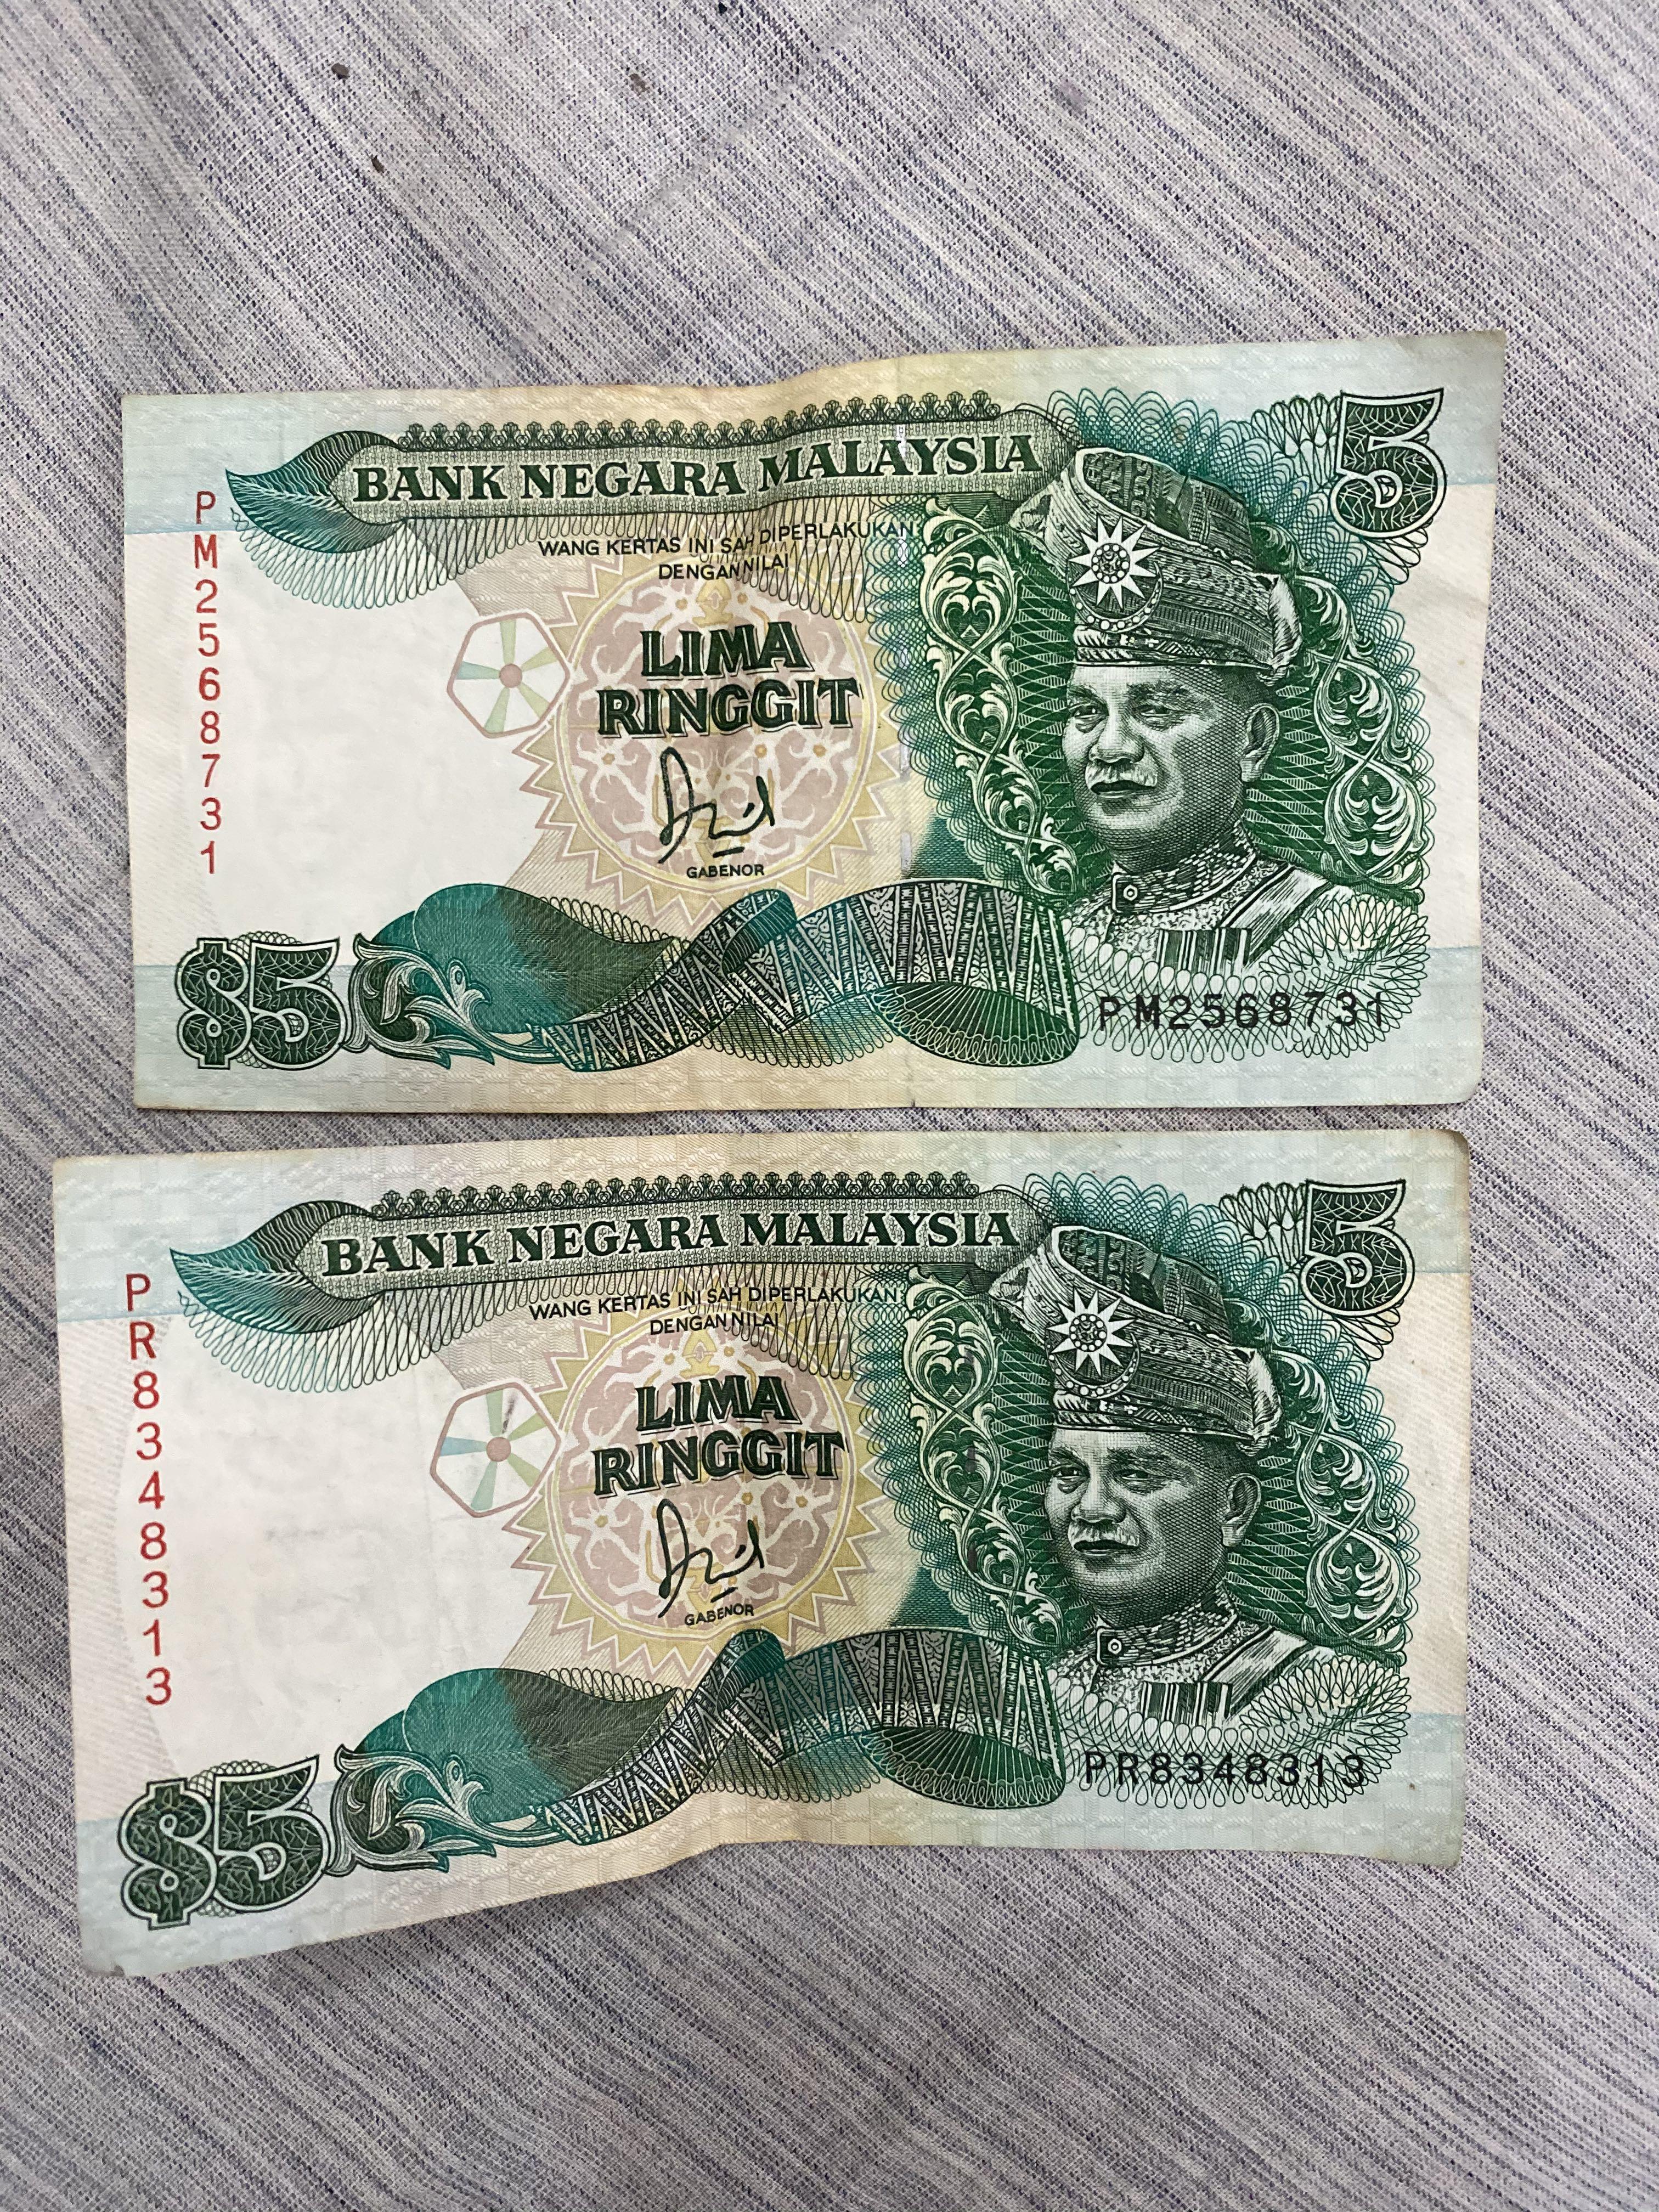 BANK NEGARA MALAYSIA
5
WANG KERTAS INI SAH DIPERLAKUKAN
DENGAN NILAI
LIMA
RINGGIT
GABENOR
PM2568731
$5
PM2568731
BANK NEGARA MALAYSIA
5
WANG KERTAS INI SAH DIPERLAKUKAN
DENGAN NILAI
LIMA
RINGGIT
GABENOR
PR8348313
$5
PR8348313